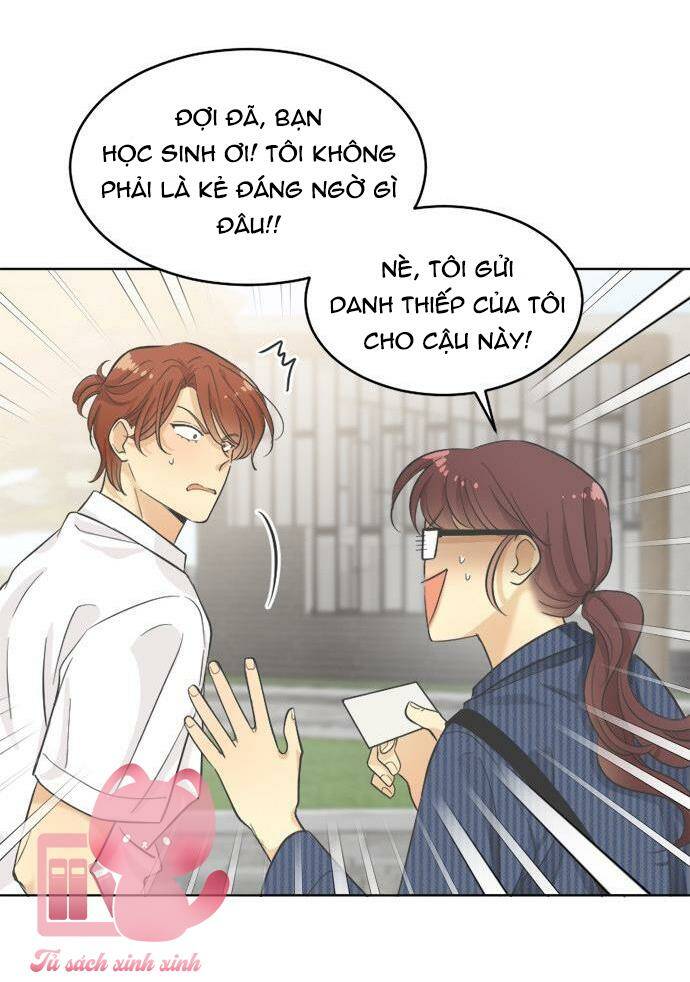 ĐỢI ĐÃ, BẠN
HỌC SINH ƠI! TÔI KHÔNG
PHẢI LÀ KẺ ĐÁNG NGỜ GÌ
ĐÂU!!
NÈ, TÔI GỬI
DANH THIẾP CỦA TÔI
CHO CẬU NÀY!
Tủ sách xinh xinh